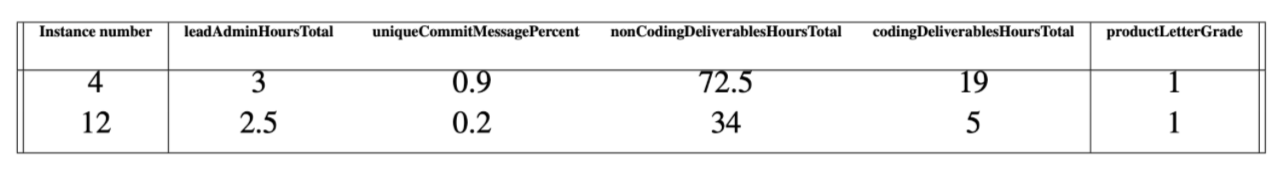 Instance number leadAdminHoursTotal uniqueCommitMessagePercent nonCodingDeliverablesHoursTotal codingDeliverablesHoursTotal productLetterGrade
4 3 0.9 72.5 19 1
12 2.5 0.2 34 5 1